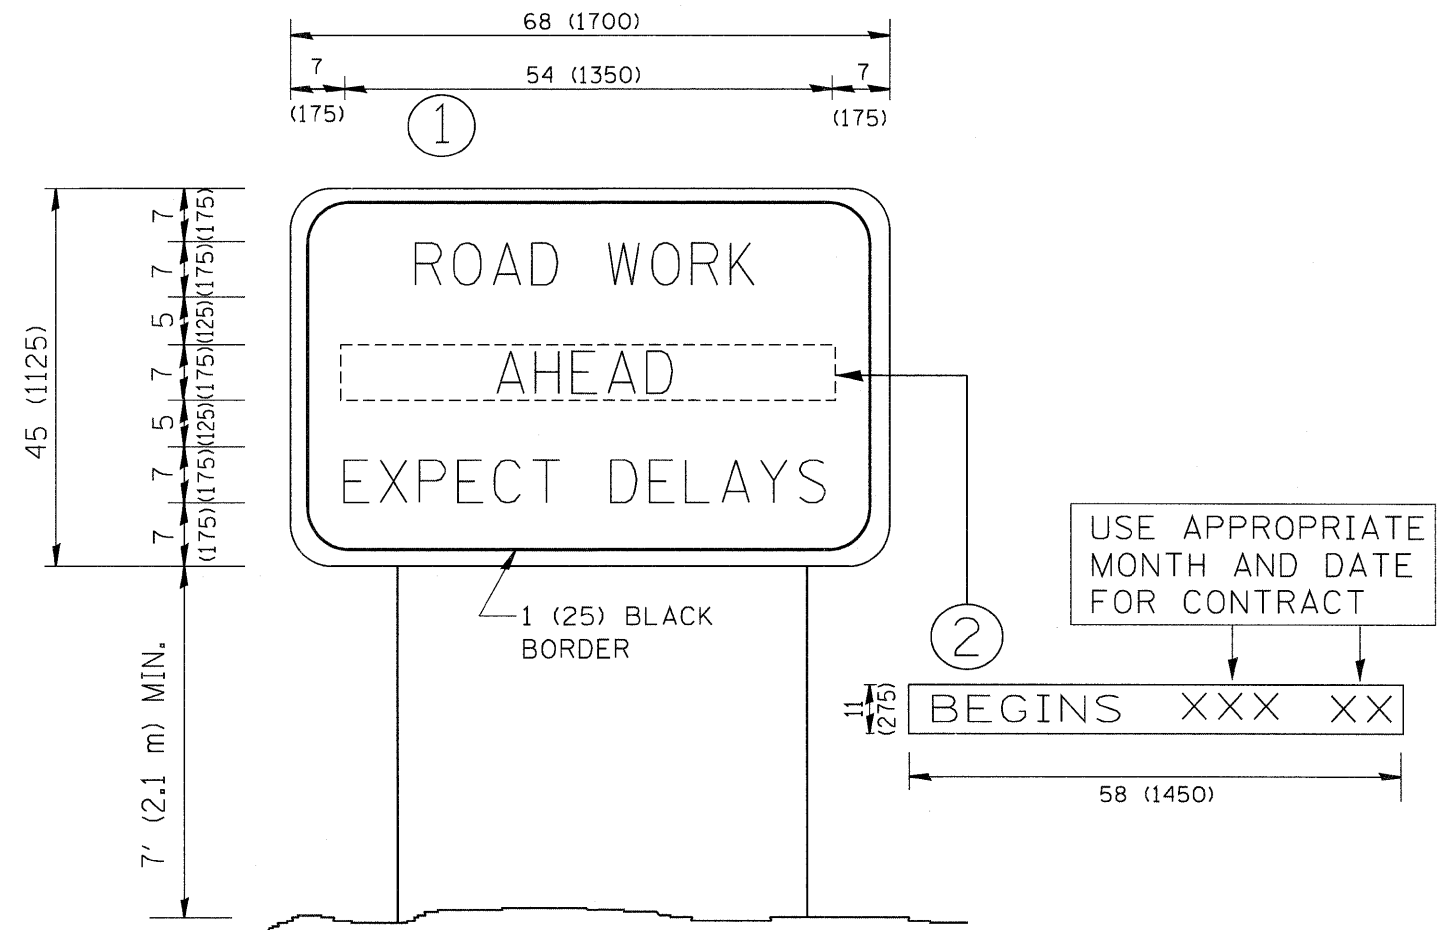 68 (1700)
7 54 (1350) 7
(175) (175)
1
45 (1125)
7 (175)
7 (175)
5 (125)
7 (175)
5 (125)
7 (175)
7 (175)
ROAD WORK
AHEAD
EXPECT DELAYS
1 (25) BLACK
BORDER
7' (2.1 m) MIN.
USE APPROPRIATE
MONTH AND DATE
FOR CONTRACT
2
11
(275)
BEGINS XXX XX
58 (1450)